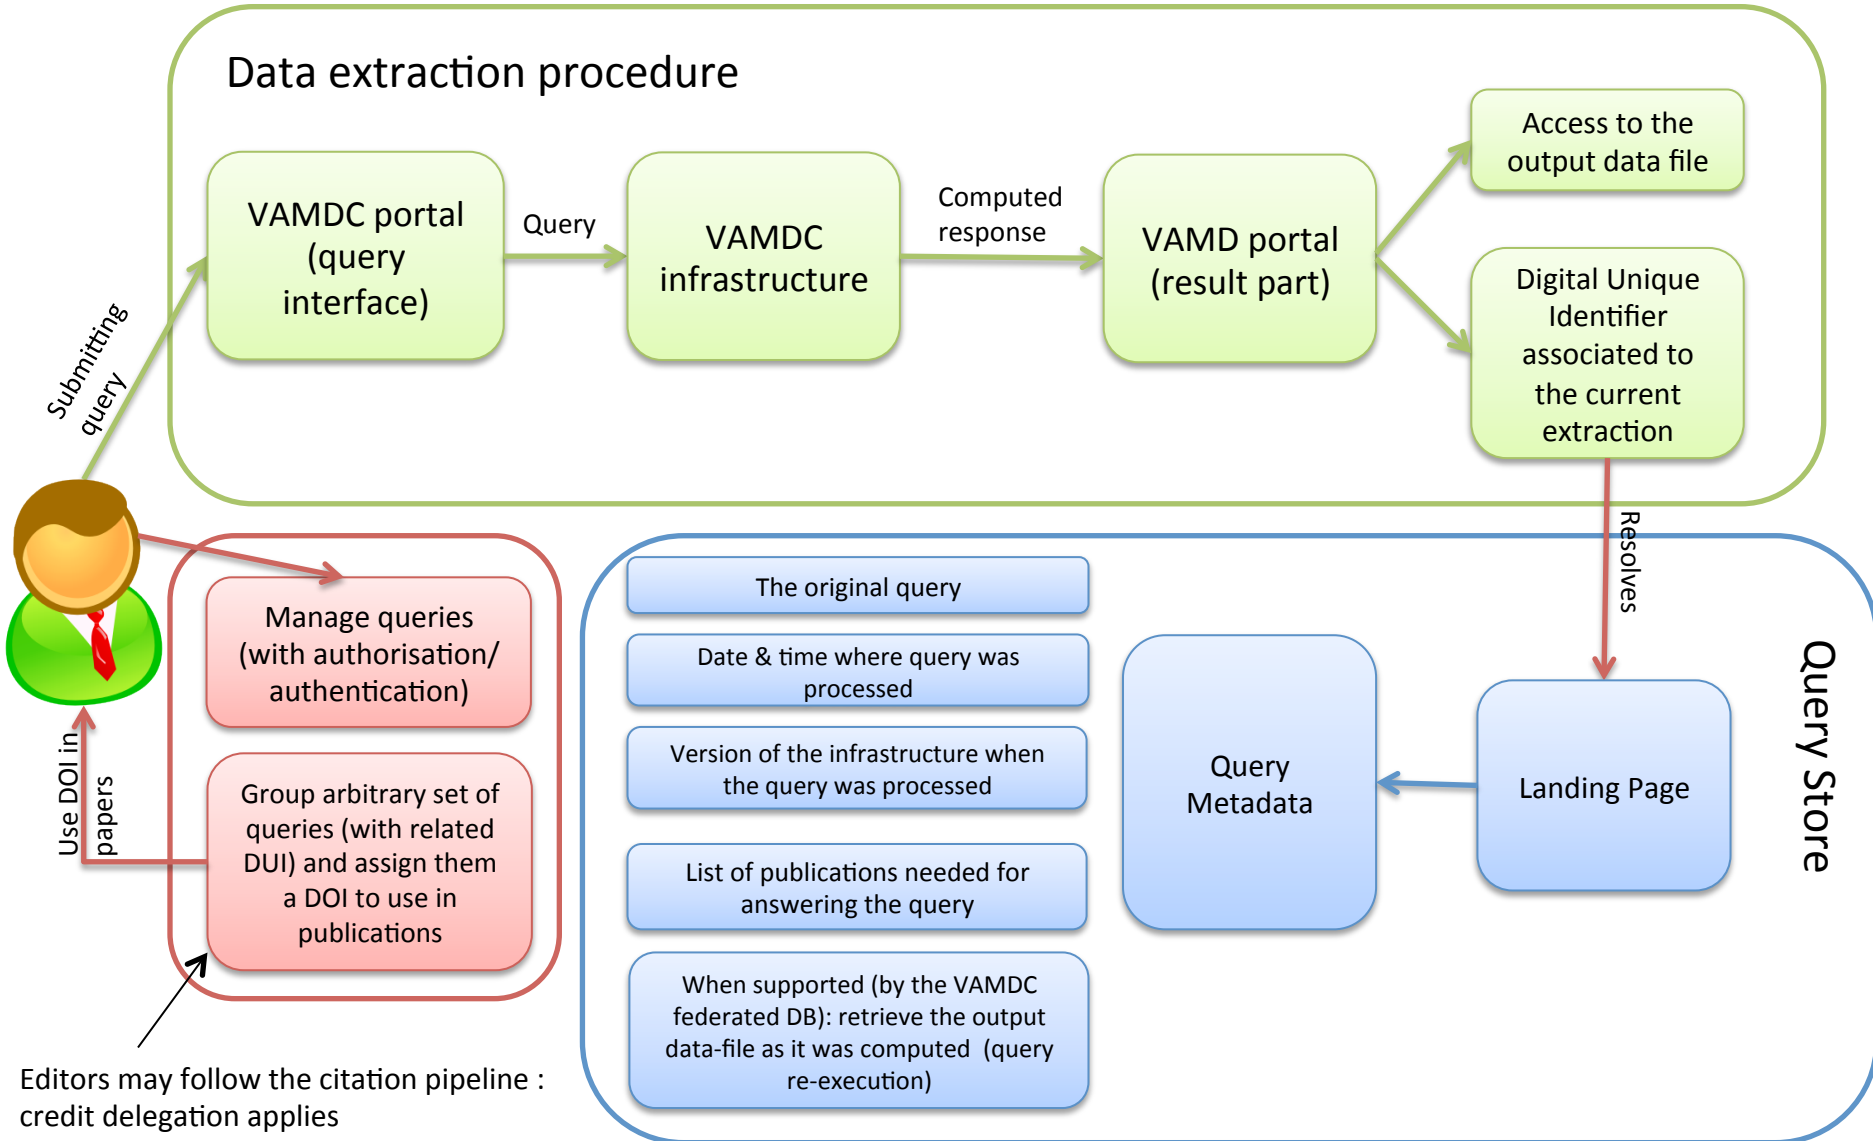 Data extraction procedure
Submitting
query
VAMDC portal
(query
interface)
Query
VAMDC
infrastructure
Computed
response
VAMD portal
(result part)
Access to the
output data file
Digital Unique
Identifier
associated to
the current
extraction
Resolves
Manage queries
(with authorisation/
authentication)
Group arbitrary set of
queries (with related
DUI) and assign them
a DOI to use in
publications
Use DOI in
papers
Editors may follow the citation pipeline :
credit delegation applies
The original query
Date & time where query was
processed
Version of the infrastructure when
the query was processed
List of publications needed for
answering the query
When supported (by the VAMDC
federated DB): retrieve the output
data-file as it was computed (query
re-execution)
Query
Metadata
Landing Page
Query Store